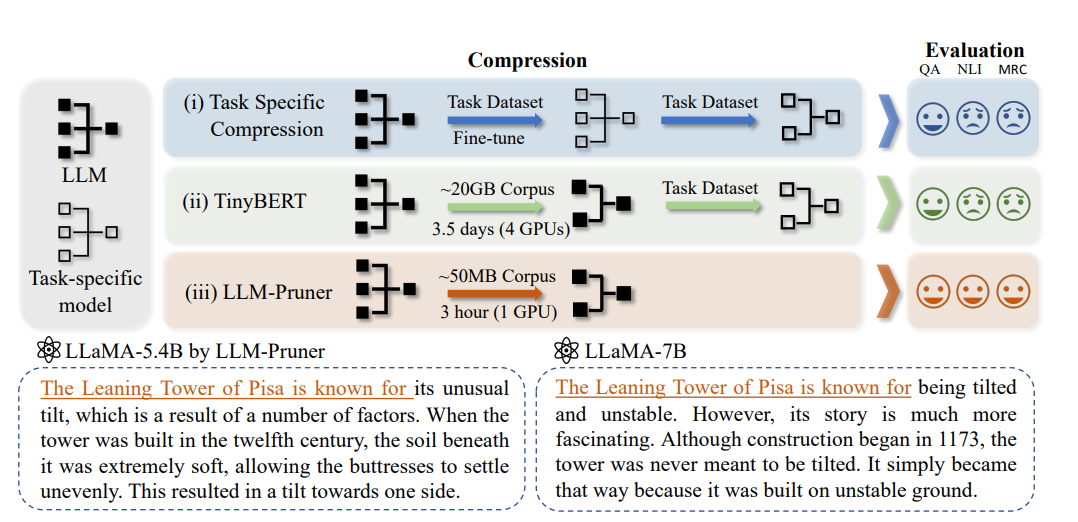 Compression
Evaluation
QA NLI MRC
LLM
Task-specific
model
(i) Task Specific
Compression
Task Dataset
Fine-tune
Task Dataset
(ii) TinyBERT
~20GB Corpus
3.5 days (4 GPUs)
Task Dataset
(iii) LLM-Pruner
~50MB Corpus
3 hour (1 GPU)
LLaMA-5.4B by LLM-Pruner
The Leaning Tower of Pisa is known for its unusual
tilt, which is a result of a number of factors. When the
tower was built in the twelfth century, the soil beneath
it was extremely soft, allowing the buttresses to settle
unevenly. This resulted in a tilt towards one side.
LLaMA-7B
The Leaning Tower of Pisa is known for being tilted
and unstable. However, its story is much more
fascinating. Although construction began in 1173, the
tower was never meant to be tilted. It simply became
that way because it was built on unstable ground.